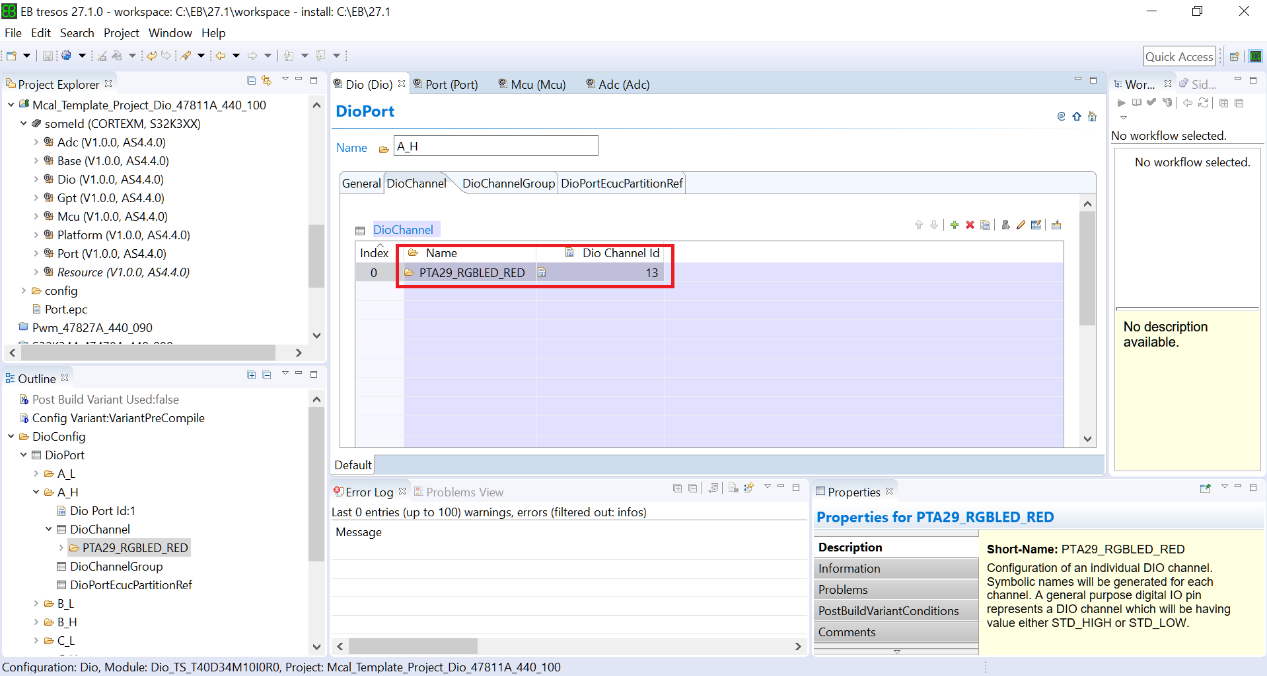 EB tresos 27.1.0 - workspace: C:\EB\27.1\workspace - install: C:\EB\27.1
File Edit Search Project Window Help
Quick Access
Project Explorer
Mcal_Template_Project_Dio_47811A_440_100
someId (CORTEXM, S32K3XX)
Adc (V1.0.0, AS4.4.0)
Base (V1.0.0, AS4.4.0)
Dio (V1.0.0, AS4.4.0)
Gpt (V1.0.0, AS4.4.0)
Mcu (V1.0.0, AS4.4.0)
Platform (V1.0.0, AS4.4.0)
Port (V1.0.0, AS4.4.0)
Resource (V1.0.0, AS4.4.0)
config
Port.epc
Pwm_47827A_440_090
Outline
Post Build Variant Used:false
Config Variant:VariantPreCompile
DioConfig
DioPort
A_L
A_H
Dio Port Id:1
DioChannel
PTA29_RGBLED_RED
DioChannelGroup
DioPortEcucPartitionRef
B_L
B_H
C_L
Dio (Dio) Port (Port) Mcu (Mcu) Adc (Adc)
DioPort
Name A_H
General DioChannel DioChannelGroup DioPortEcucPartitionRef
DioChannel
Index Name Dio Channel Id
0 PTA29_RGBLED_RED 13
Default
Error Log Problems View
Last 0 entries (up to 100) warnings, errors (filtered out: infos)
Message
Wor... Sid...
No workflow selected.
No workflow selected.
No description
available.
Properties
Properties for PTA29_RGBLED_RED
Description
Information
Problems
PostBuildVariantConditions
Comments
Short-Name: PTA29_RGBLED_RED
Configuration of an individual DIO channel.
Symbolic names will be generated for each
channel. A general purpose digital IO pin
represents a DIO channel which will be having
value either STD_HIGH or STD_LOW.
Configuration: Dio, Module: Dio_TS_T40D34M10I0R0, Project: Mcal_Template_Project_Dio_47811A_440_100